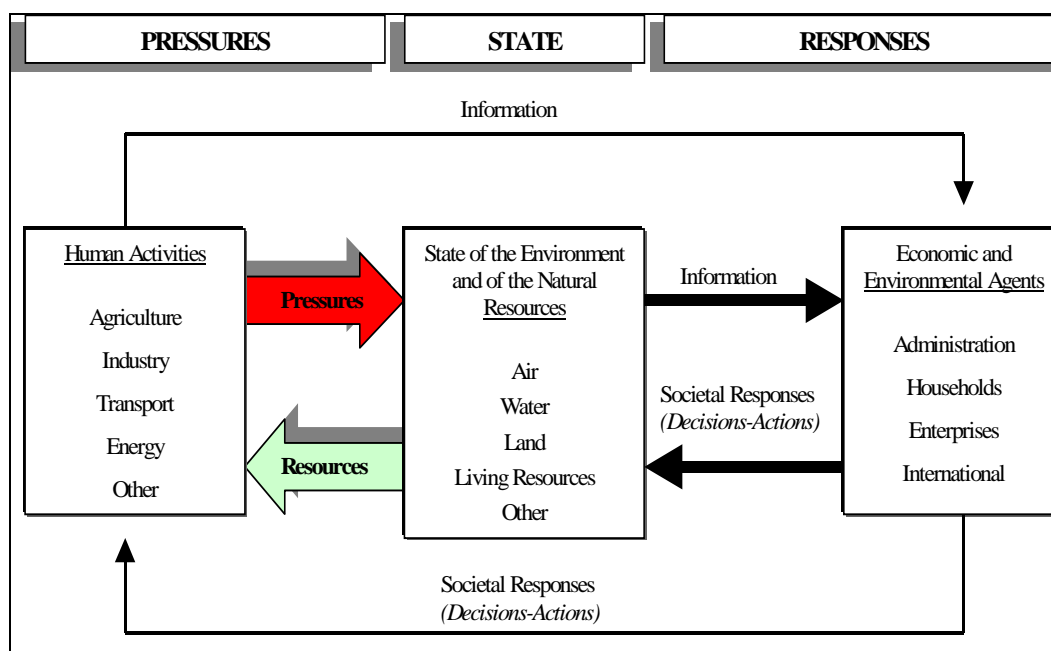 PRESSURES
STATE
RESPONSES
Information
Human Activities
Agriculture
Industry
Transport
Energy
Other
Pressures
Resources
State of the Environment
and of the Natural
Resources
Air
Water
Land
Living Resources
Other
Information
Societal Responses
(Decisions-Actions)
Economic and
Environmental Agents
Administration
Households
Enterprises
International
Societal Responses
(Decisions-Actions)